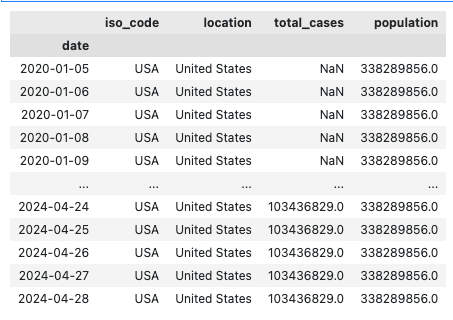 iso_code location total_cases population
date
2020-01-05 USA United States NaN 338289856.0
2020-01-06 USA United States NaN 338289856.0
2020-01-07 USA United States NaN 338289856.0
2020-01-08 USA United States NaN 338289856.0
2020-01-09 USA United States NaN 338289856.0
... ... ... ... ...
2024-04-24 USA United States 103436829.0 338289856.0
2024-04-25 USA United States 103436829.0 338289856.0
2024-04-26 USA United States 103436829.0 338289856.0
2024-04-27 USA United States 103436829.0 338289856.0
2024-04-28 USA United States 103436829.0 338289856.0